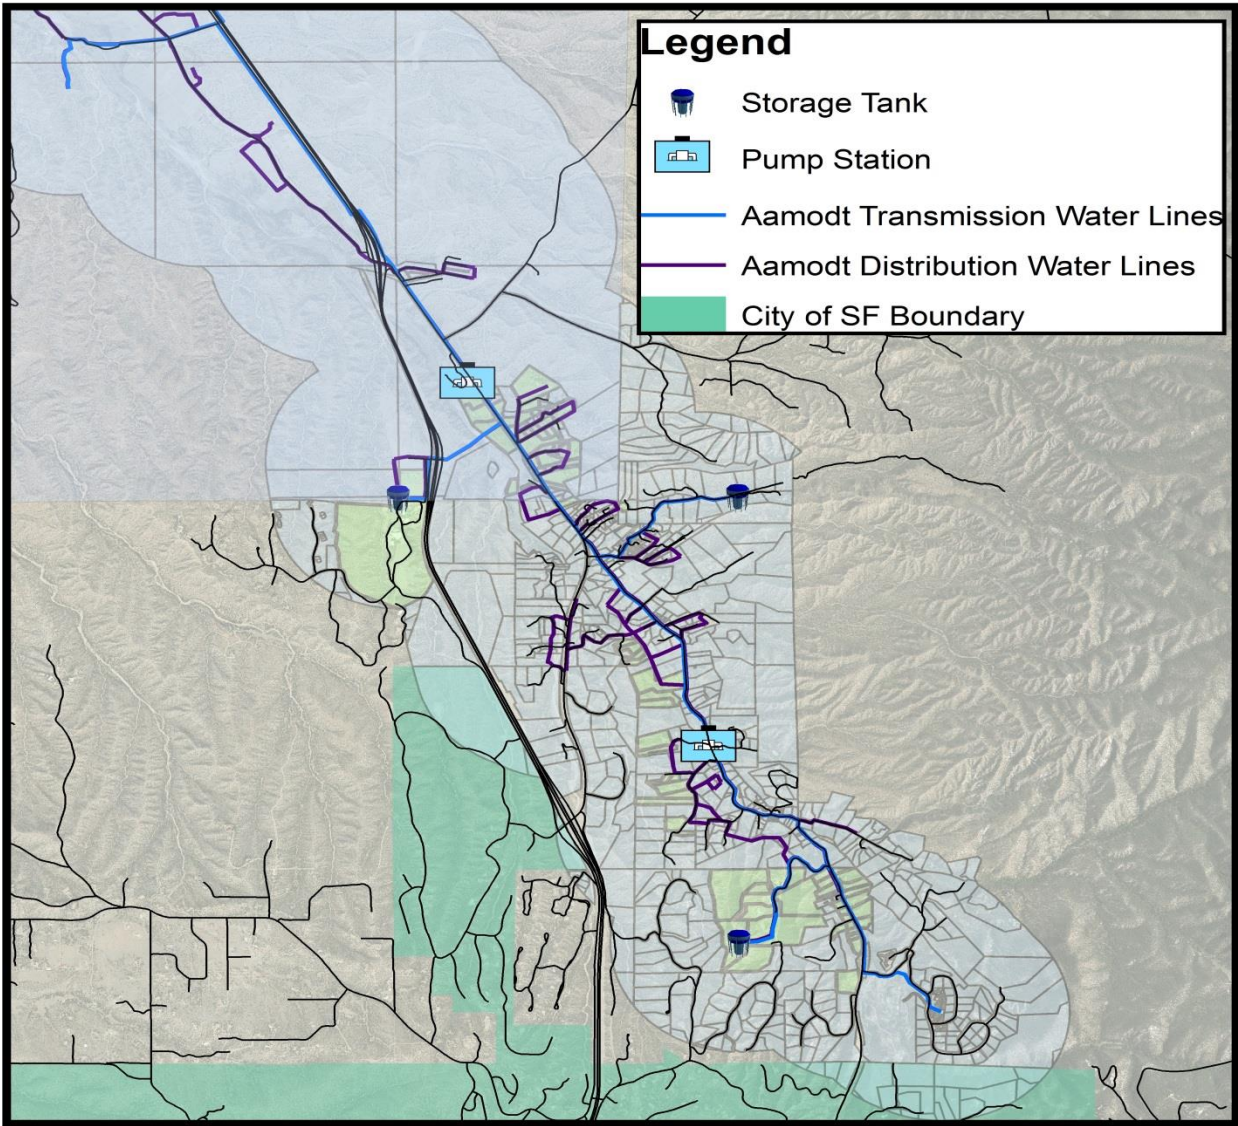 Legend
Storage Tank
Pump Station
Aamodt Transmission Water Lines
Aamodt Distribution Water Lines
City of SF Boundary